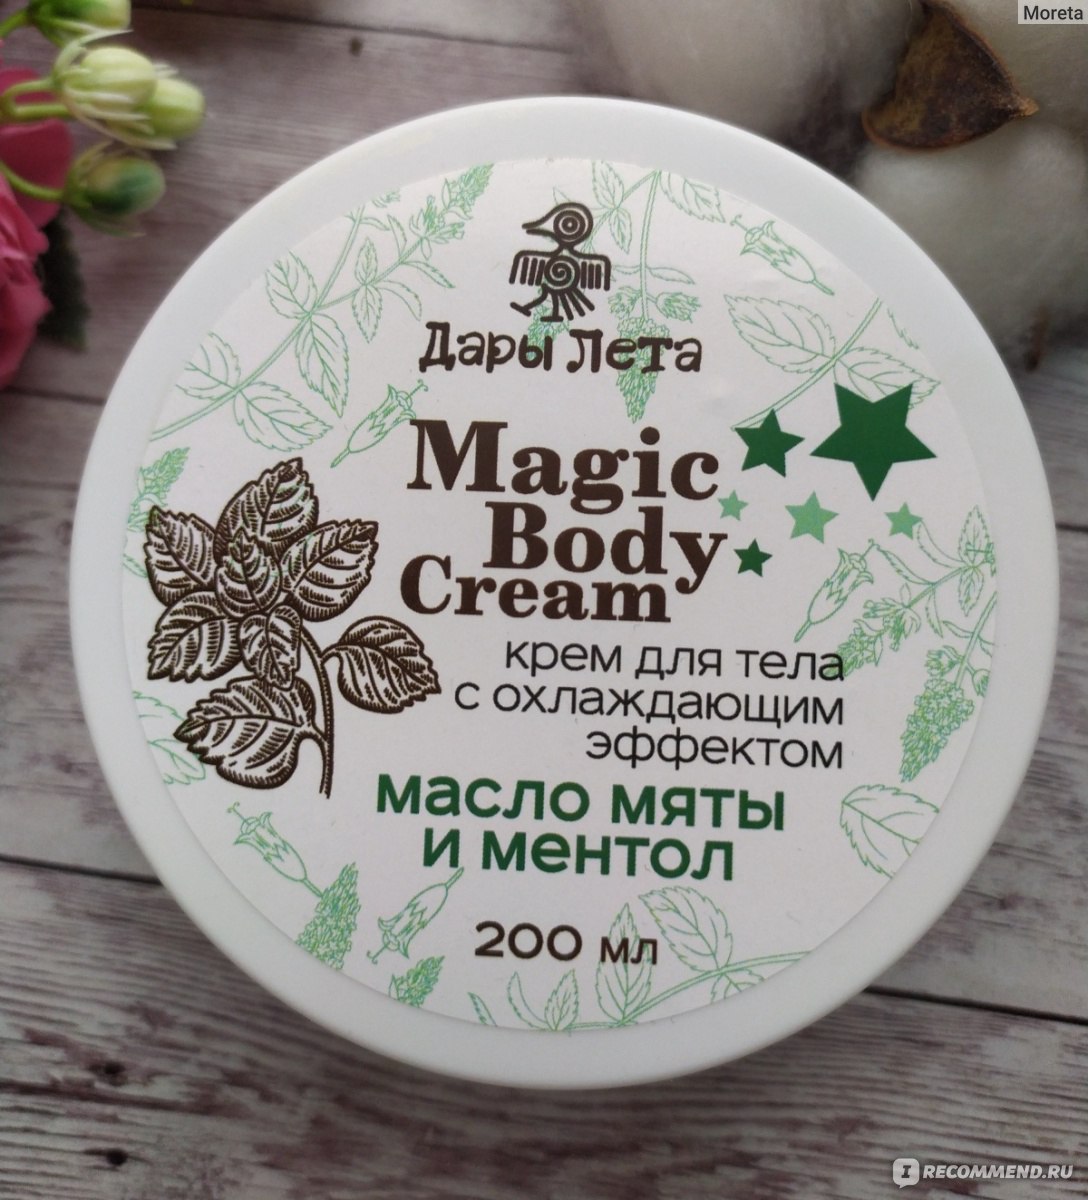 Moreta
Дары Лета
Magic
Body
Cream
крем для тела
с охлаждающим
эффектом
масло мяты
и ментол
200 мл
I RECOMMEND.RU